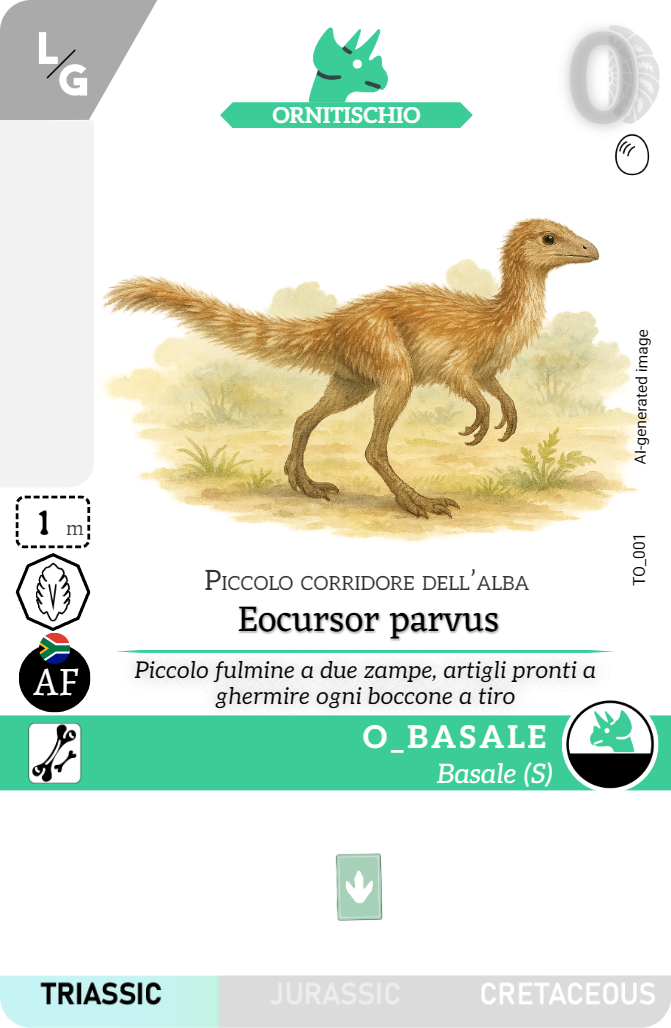 L/G
ORNITISCHIO
0
AI-generated image
TO_001
1 m
PICCOLO CORRIDORE DELL'ALBA
Eocursor parvus
AF
Piccolo fulmine a due zampe, artigli pronti a
ghermire ogni boccone a tiro
O_BASALE
Basale (S)
TRIASSIC JURASSIC CRETACEOUS